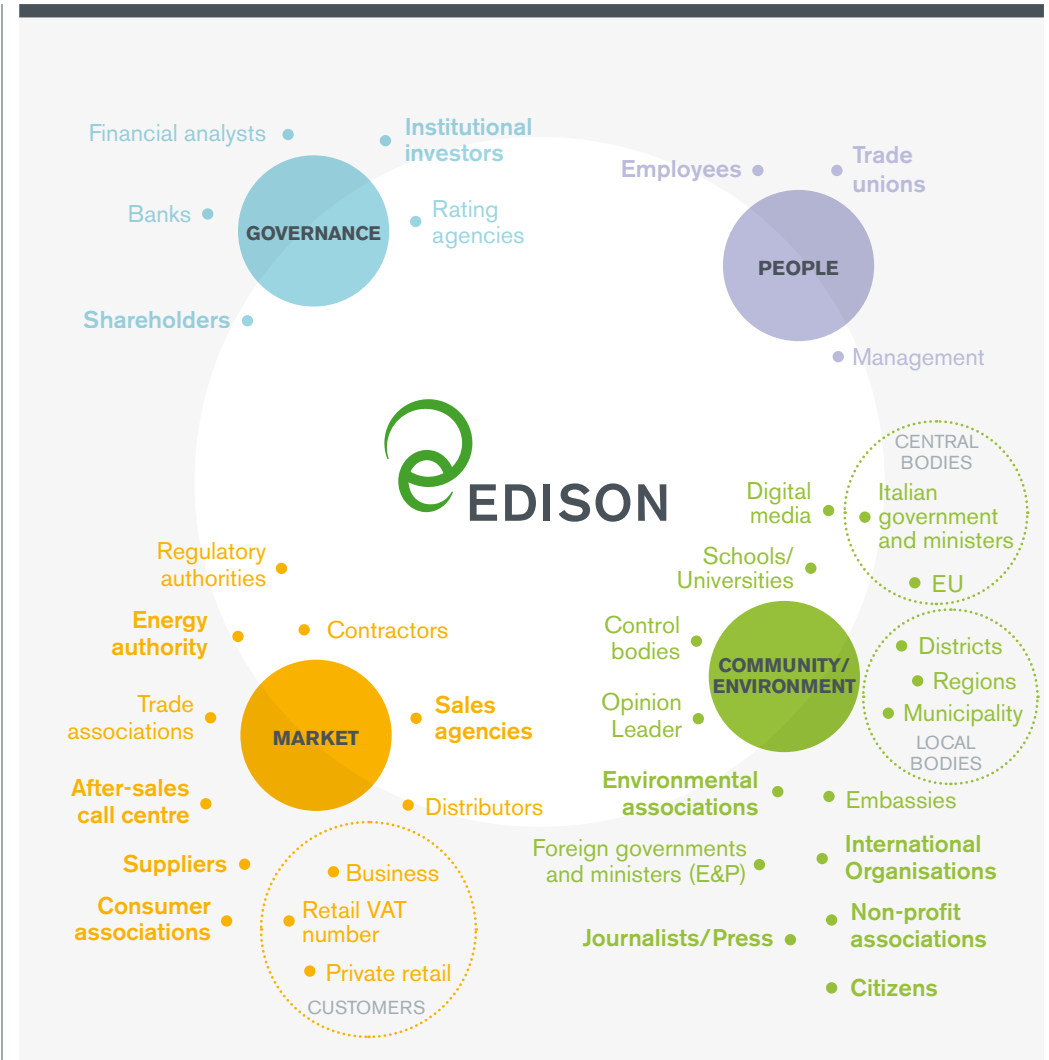 Financial analysts
Institutional
investors
Banks
GOVERNANCE
Rating
agencies
Shareholders
Employees
Trade
unions
PEOPLE
Management
EDISON
CENTRAL
BODIES
Digital
media
Italian
government
and ministers
Schools/
Universities
EU
Control
bodies
COMMUNITY/
ENVIRONMENT
Districts
Regions
Municipality
LOCAL
BODIES
Opinion
Leader
Environmental
associations
Embassies
Foreign governments
and ministers (E&P)
International
Organisations
Non-profit
associations
Journalists/Press
Citizens
Regulatory
authorities
Energy
authority
Contractors
Trade
associations
MARKET
Sales
agencies
After-sales
call centre
Distributors
Suppliers
Business
Consumer
associations
Retail VAT
number
Private retail
CUSTOMERS